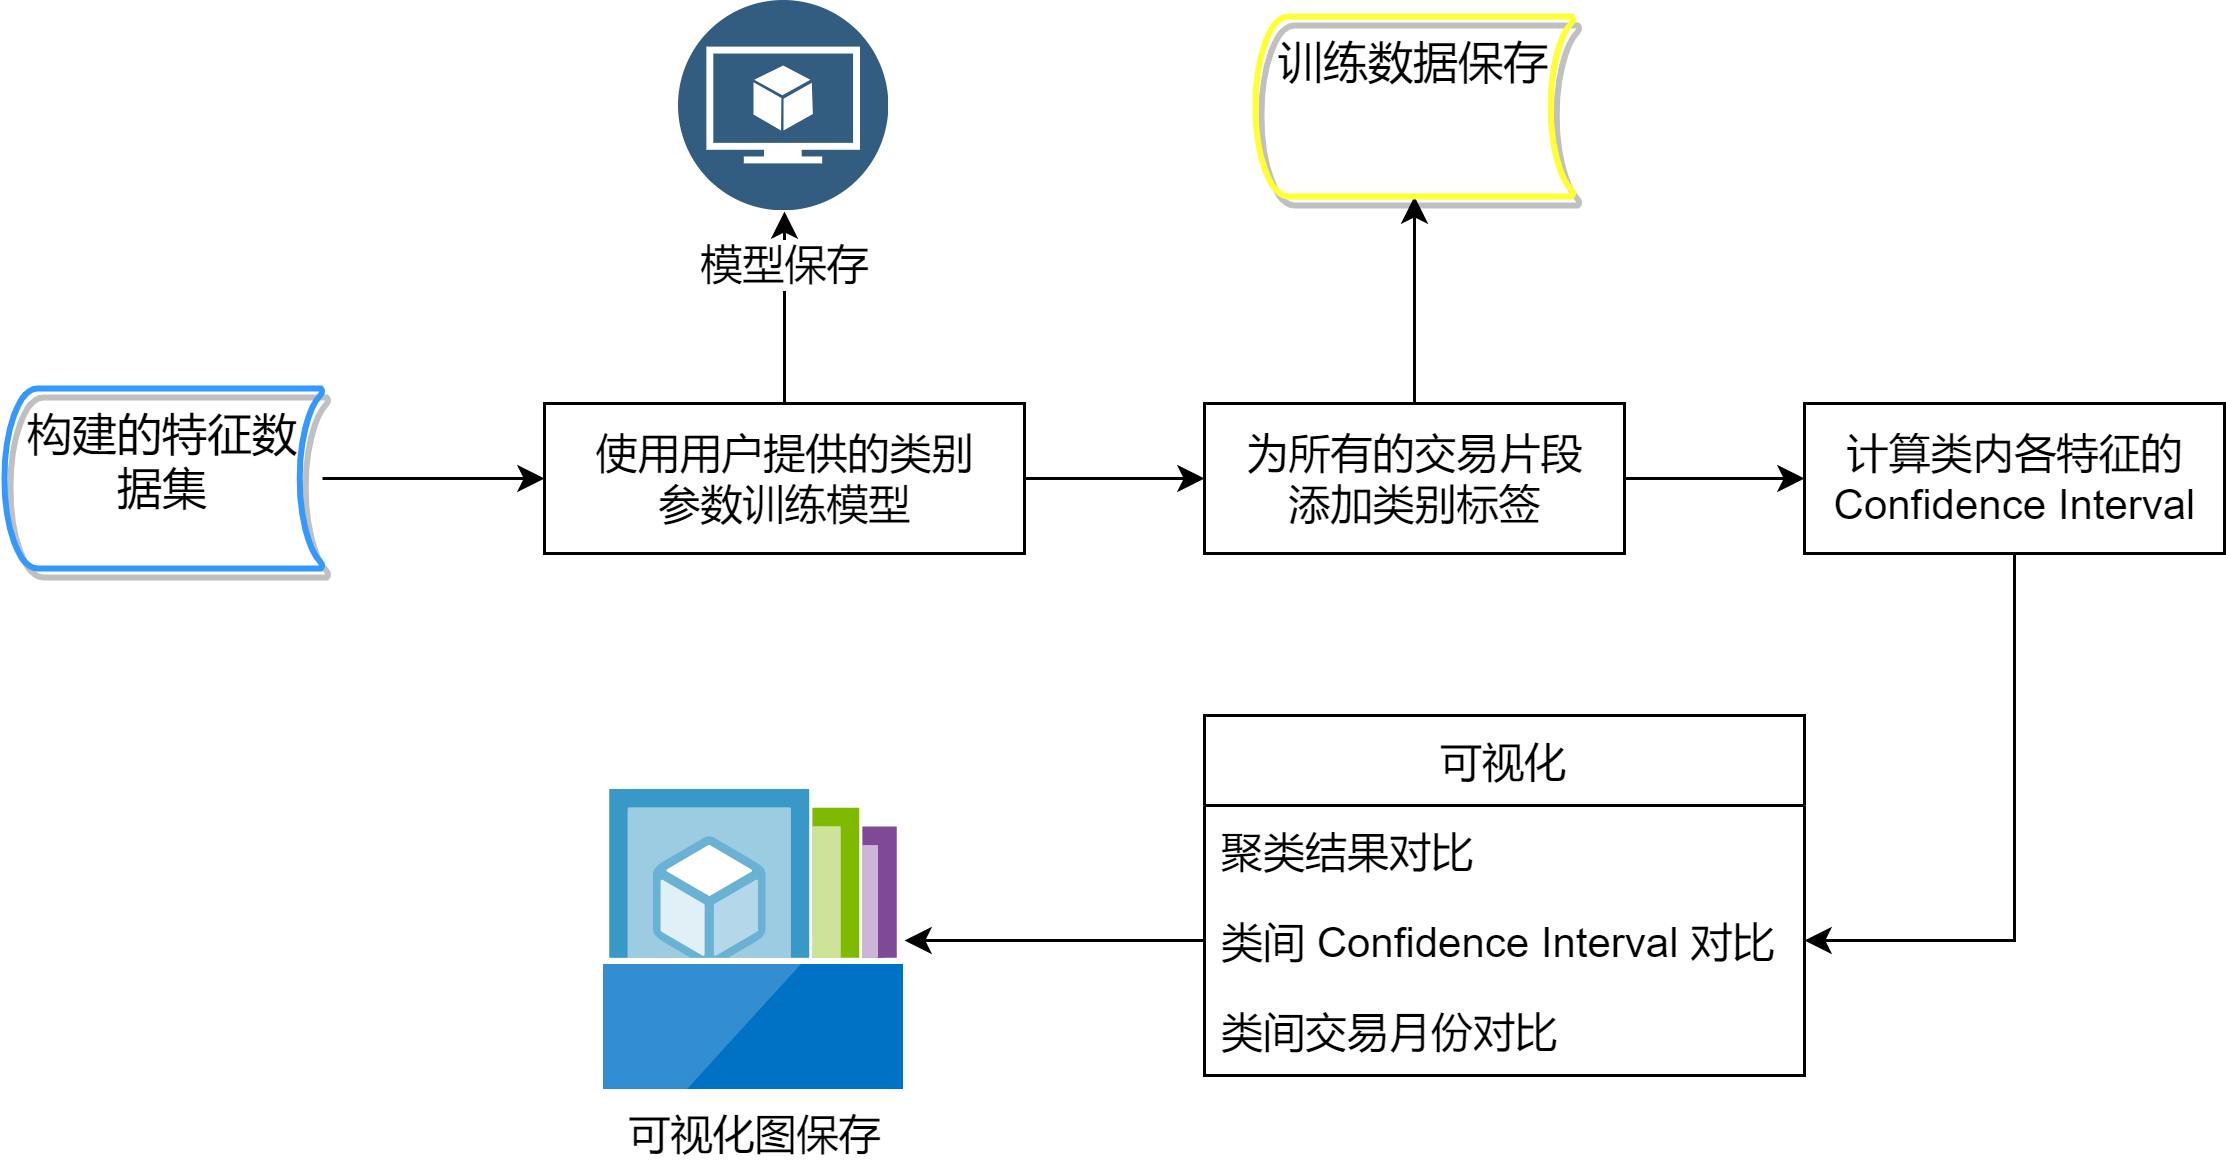 训练数据保存
模型保存
构建的特征数
据集
使用用户提供的类别
参数训练模型
为所有的交易片段
添加类别标签
计算类内各特征的
Confidence Interval
可视化
聚类结果对比
类间 Confidence Interval 对比
类间交易月份对比
可视化图保存